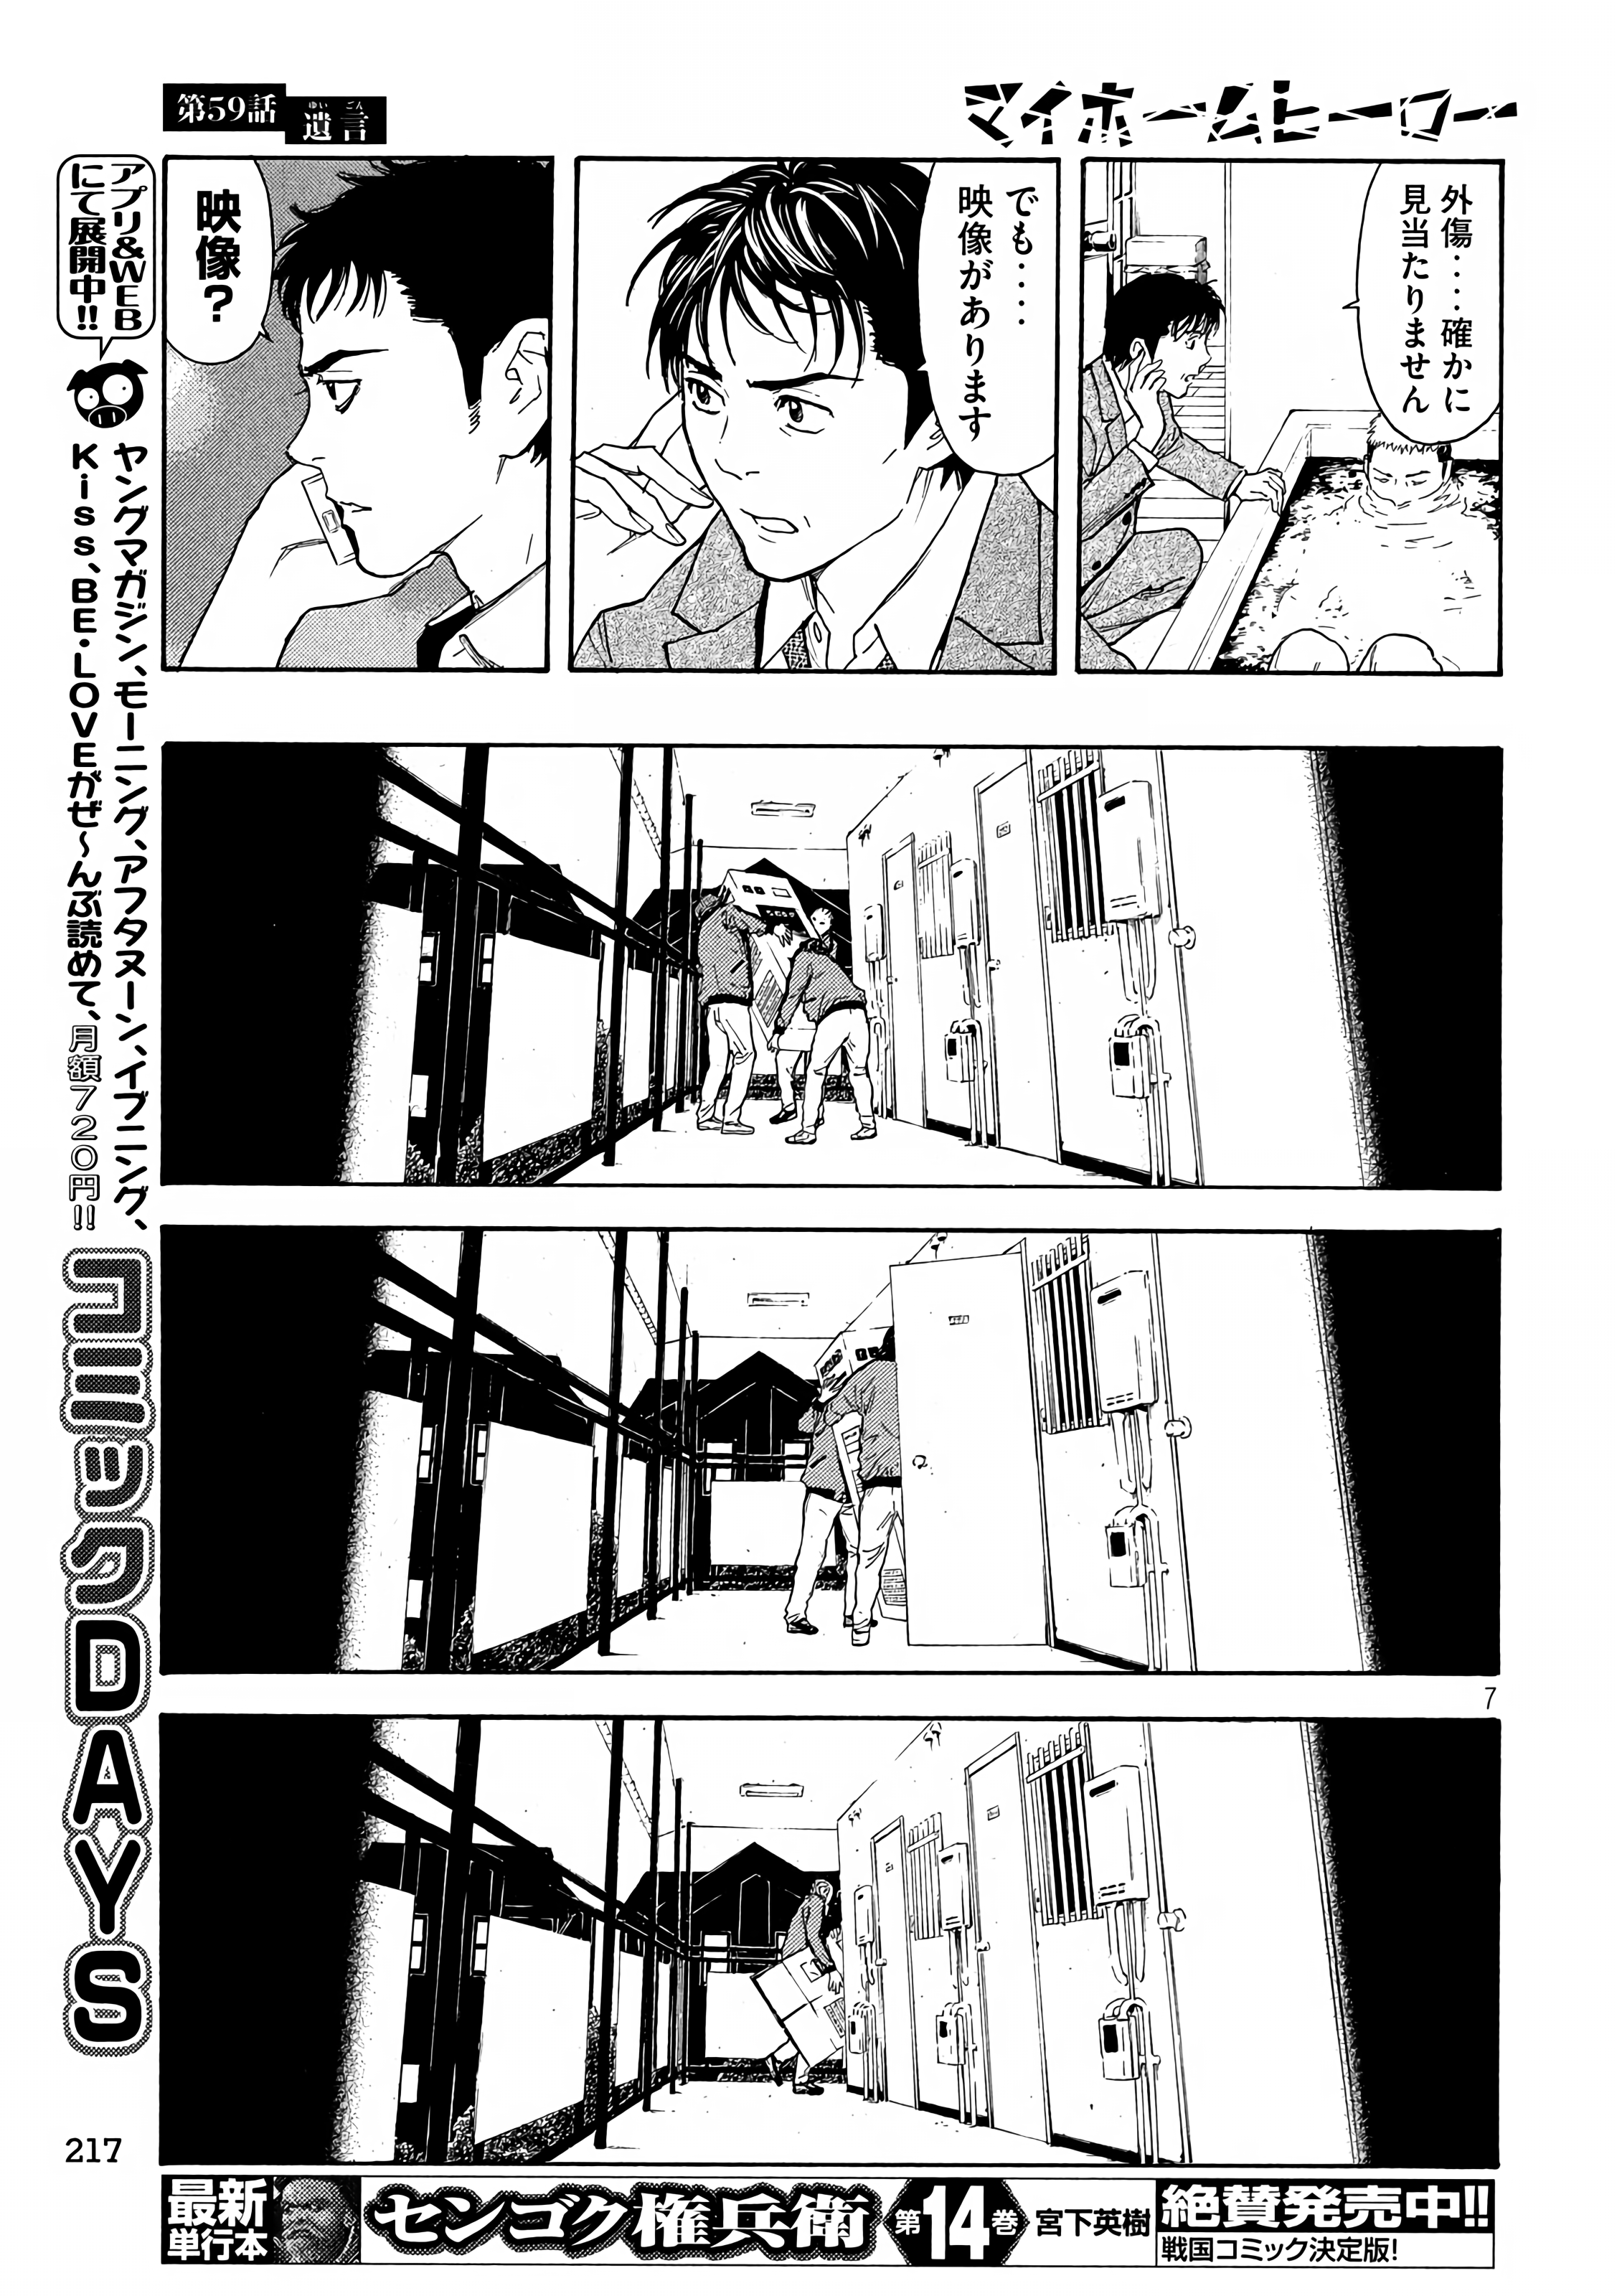 マイホームヒーロー
第59話
遺言
ゆいごん
外傷‥‥確かに
見当たりません
でも‥‥
映像があります
映像?
アプリ&WEB
にて展開中!!
ヤングマガジン、モーニング、アフタヌーン、イブニング、
Kiss、BE・LOVEがぜ〜んぶ読めて、月額720円!!
コミックDAYS
7
217
最新
単行本
センゴク権兵衛
第14巻
宮下英樹
絶賛発売中!!
戦国コミック決定版!